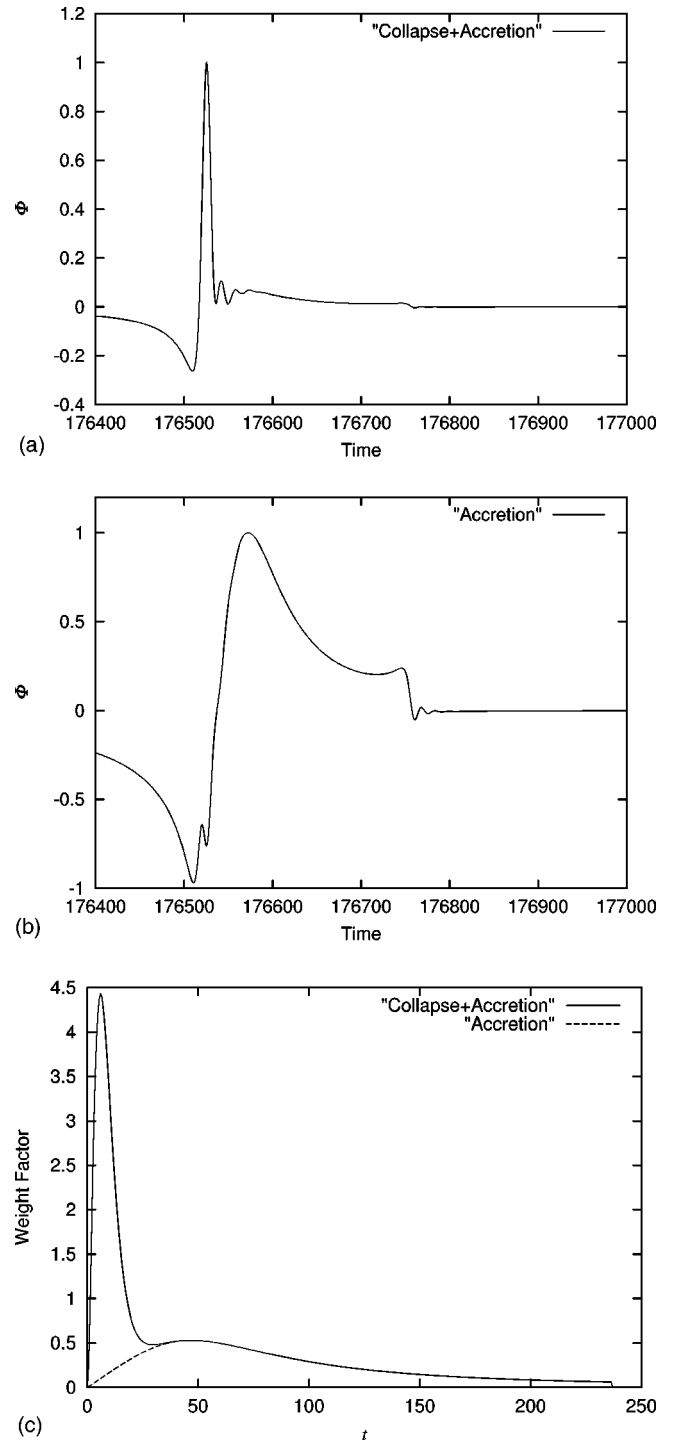 1.2
"Collapse+Accretion"
1
0.8
0.6
Φ
0.4
0.2
0
-0.2
-0.4
176400 176500 176600 176700 176800 176900 177000
(a)
Time
"Accretion"
1
0.5
Φ
0
-0.5
-1
176400 176500 176600 176700 176800 176900 177000
(b)
Time
4.5
"Collapse+Accretion"
"Accretion"
4
3.5
3
2.5
Weight Factor
2
1.5
1
0.5
0
0 50 100 150 200 250
(c)
t